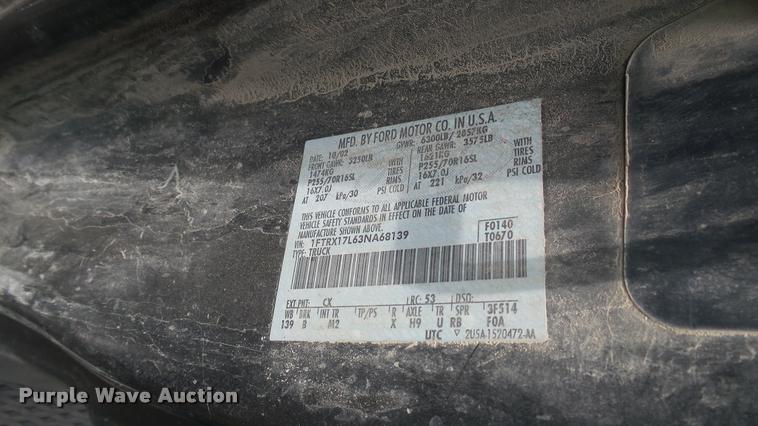 MFD. BY FORD MOTOR CO. IN U.S.A.
DATE: 10/02 GVWR: 6300LB/ 2857KG
FRONT GAWR: 3250LB REAR GAWR: 3575LB
1474KG WITH 1621KG WITH
P255/70R16SL TIRES P255/70R16SL TIRES
16X7.0J RIMS 16X7.0J RIMS
AT 207 kPa/30 PSI COLD AT 221 kPa/32 PSI COLD
THIS VEHICLE CONFORMS TO ALL APPLICABLE FEDERAL MOTOR
VEHICLE SAFETY STANDARDS IN EFFECT ON THE DATE OF
MANUFACTURE SHOWN ABOVE.
VIN: 1FTRX17L63NA68139 F0140
TYPE: TRUCK T0670
EXT PNT: CX RC: 53 DSO:
WB BRK INT TR TP/PS R AXLE TR SPR 3F514
139 B M2 X H9 U RB F0A
UTC 2U5A-1520472-AA
Purple Wave Auction